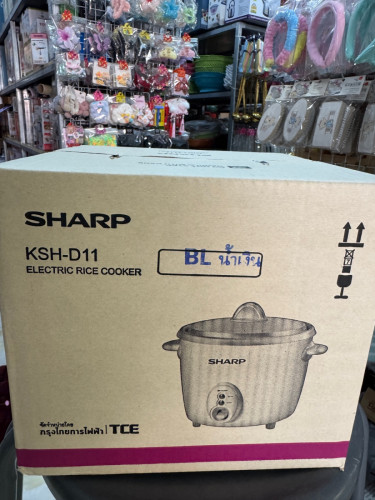 SHARP
KSH-D11
ELECTRIC RICE COOKER
BL น้ำเงิน
SHARP
จัดจำหน่ายโดย
กรุงไทยการไฟฟ้า | TCE